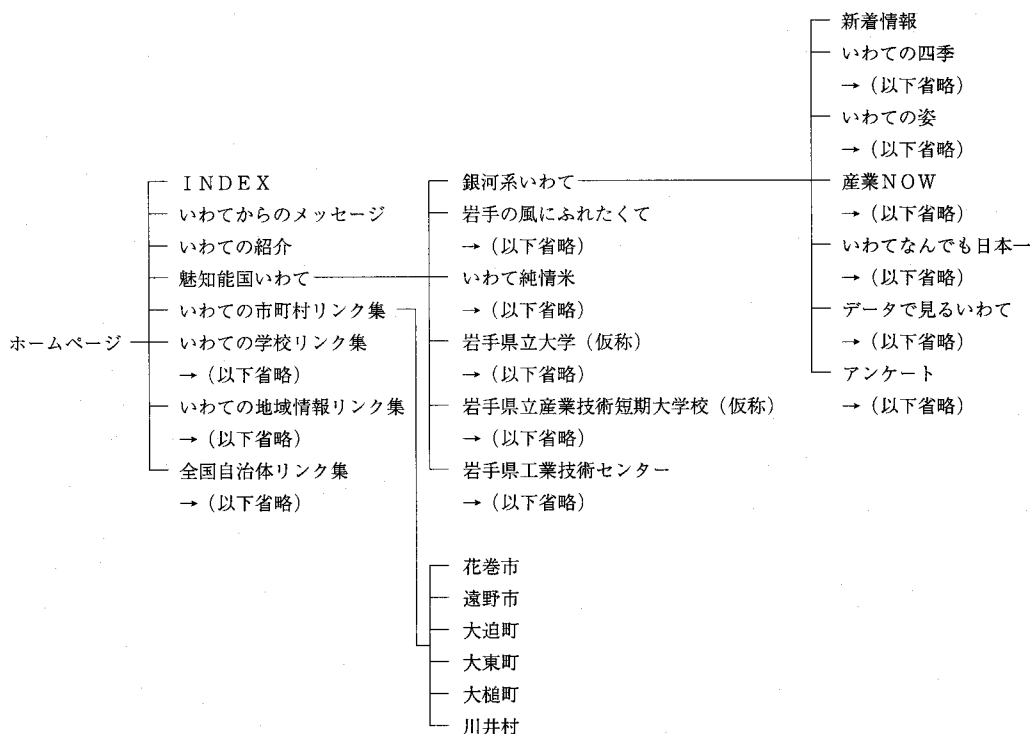 ホームページ
INDEX
いわてからのメッセージ
いわての紹介
魅知能国いわて
いわての市町村リンク集
いわての学校リンク集
→(以下省略)
いわての地域情報リンク集
→(以下省略)
全国自治体リンク集
→(以下省略)
銀河系いわて
岩手の風にふれたくて
→(以下省略)
いわて純情米
→(以下省略)
岩手県立大学(仮称)
→(以下省略)
岩手県立産業技術短期大学校(仮称)
→(以下省略)
岩手県工業技術センター
→(以下省略)
新着情報
いわての四季
→(以下省略)
いわての姿
→(以下省略)
産業NOW
→(以下省略)
いわてなんでも日本一
→(以下省略)
データで見るいわて
→(以下省略)
アンケート
→(以下省略)
花巻市
遠野市
大迫町
大東町
大槌町
川井村